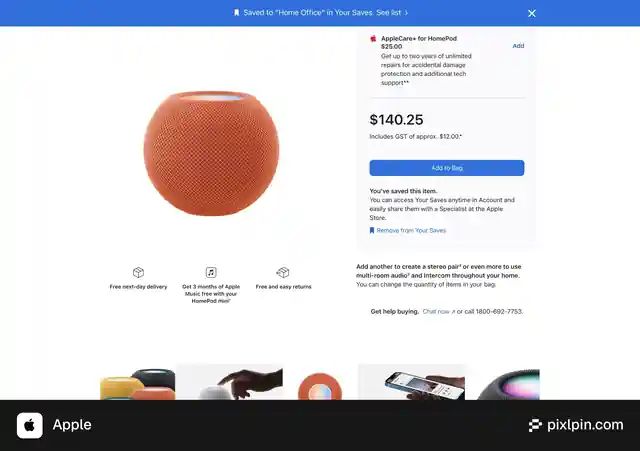 Saved to "Home Office" in Your Saves. See list ›
AppleCare+ for HomePod
$25.00
Add
Get up to two years of unlimited
repairs for accidental damage
protection and additional tech
support**
$140.25
Includes GST of approx. $12.00.*
Add to Bag
You've saved this item.
You can access Your Saves anytime in Account and
easily share them with a Specialist at the Apple
Store.
Remove from Your Saves
Free next-day delivery
Get 3 months of Apple
Music free with your
HomePod mini
Free and easy returns
Add another to create a stereo pair² or even more to use
multi-room audio³ and Intercom throughout your home.
You can change the quantity of items in your bag.
Get help buying. Chat now ↗ or call 1800-692-7753.
Apple
pixlpin.com